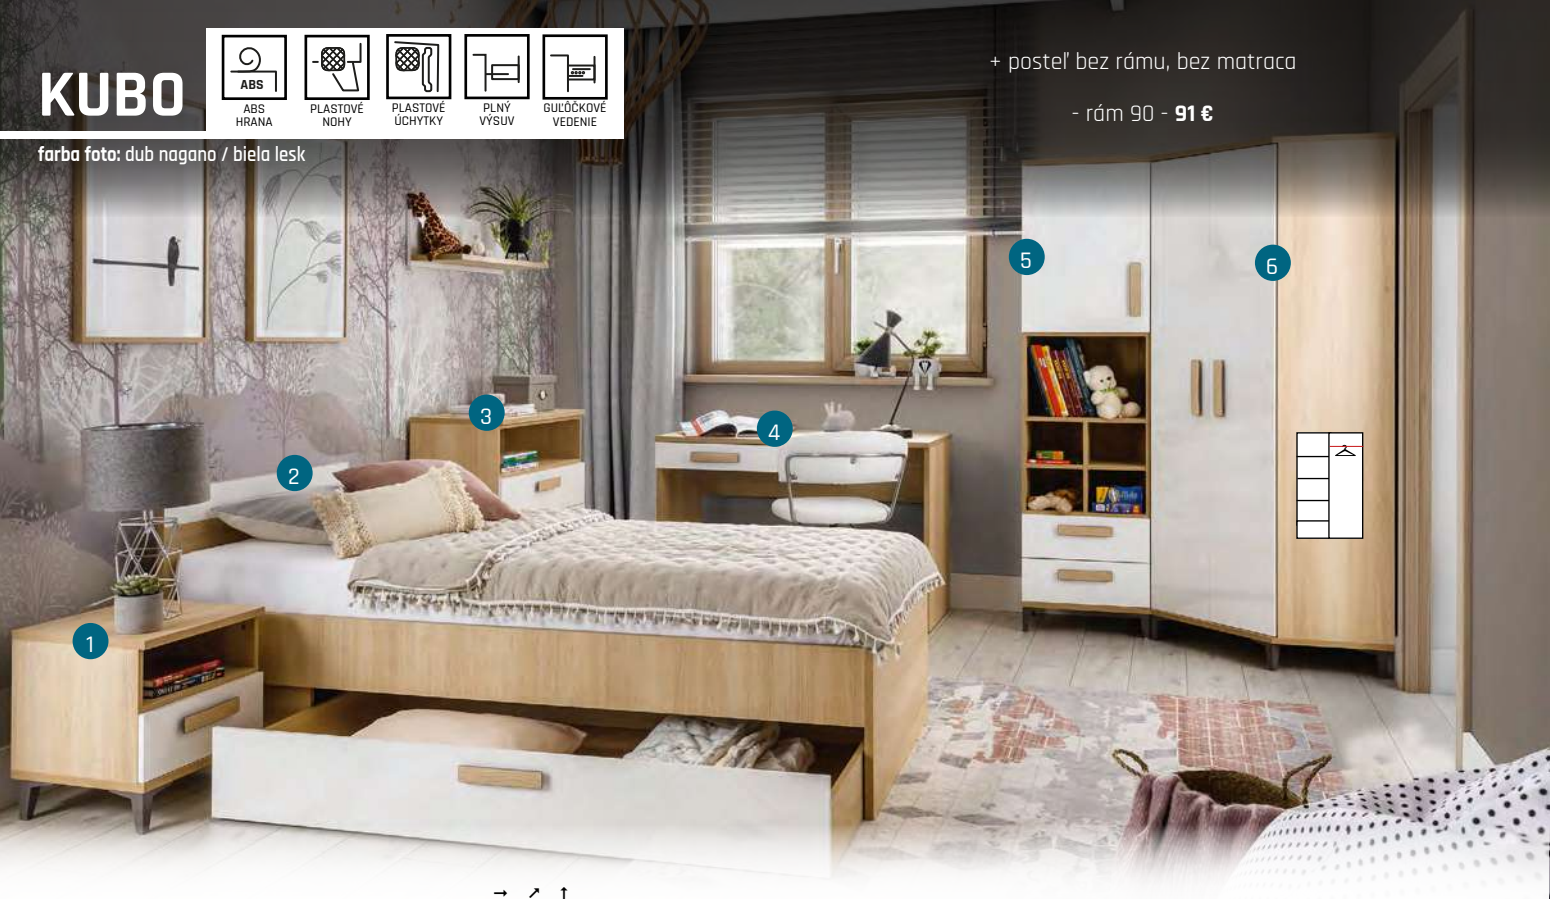 KUBO
ABS
ABS
HRANA
PLASTOVÉ
NOHY
PLASTOVÉ
ÚCHYTKY
PLNÝ
VÝSUV
GUĽÔČKOVÉ
VEDENIE
farba foto: dub nagano / biela lesk
+ posteľ bez rámu, bez matraca
- rám 90 - 91 €
1
2
3
4
5
6